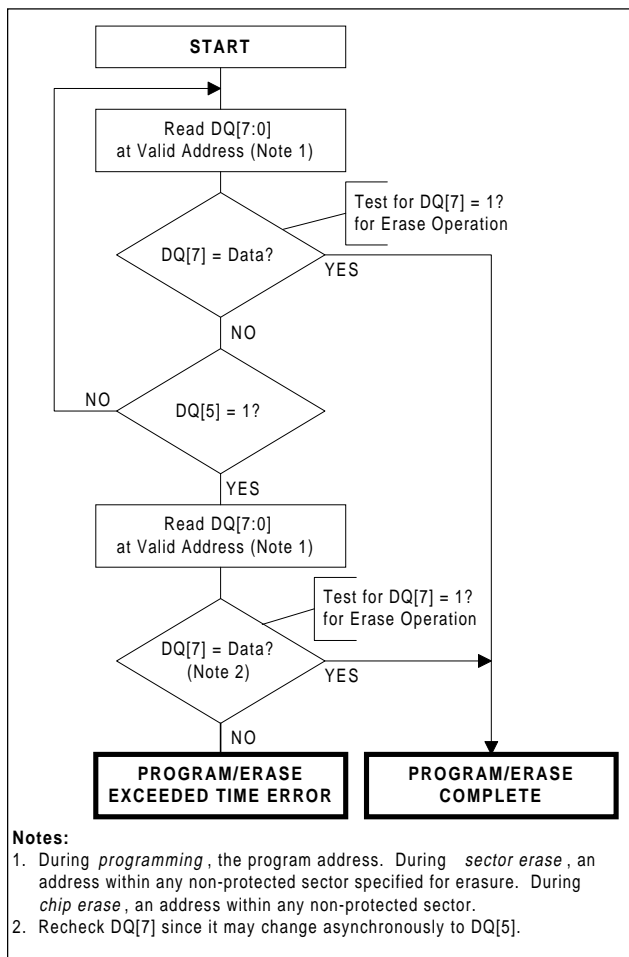 START
Read DQ[7:0]
at Valid Address (Note 1)
Test for DQ[7] = 1?
for Erase Operation
DQ[7] = Data?
YES
NO
NO
DQ[5] = 1?
YES
Read DQ[7:0]
at Valid Address (Note 1)
Test for DQ[7] = 1?
for Erase Operation
DQ[7] = Data?
(Note 2)
YES
NO
PROGRAM/ERASE
EXCEEDED TIME ERROR
PROGRAM/ERASE
COMPLETE
Notes:
1. During programming, the program address. During sector erase, an
address within any non-protected sector specified for erasure. During
chip erase, an address within any non-protected sector.
2. Recheck DQ[7] since it may change asynchronously to DQ[5].